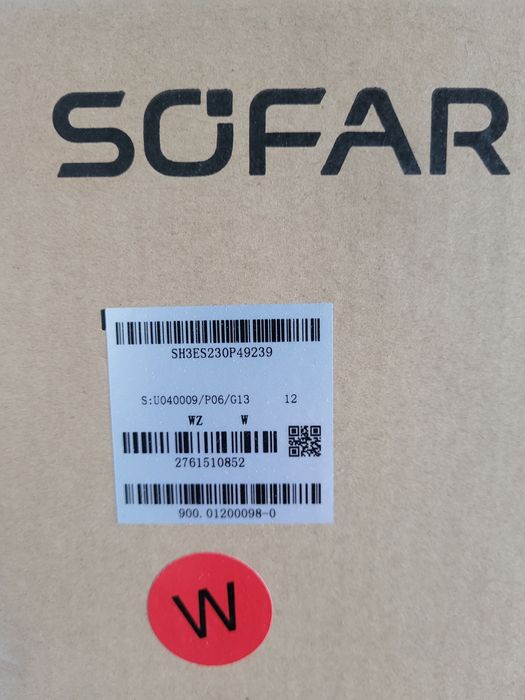 SOFAR
SH3ES230P49239
S:U040009/P06/G13 12
WZ W
2761510852
900.01200098-0
W